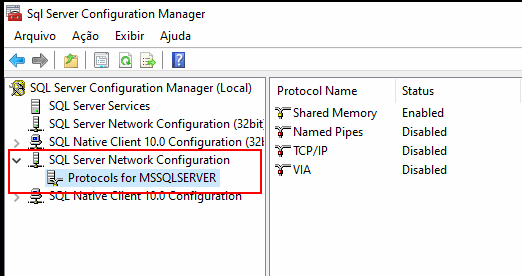 Sql Server Configuration Manager
Arquivo Ação Exibir Ajuda
SQL Server Configuration Manager (Local)
SQL Server Services
SQL Server Network Configuration (32bit
SQL Native Client 10.0 Configuration (32b
SQL Server Network Configuration
Protocols for MSSQLSERVER
SQL Native Client 10.0 Configuration
Protocol Name Status
Shared Memory Enabled
Named Pipes Disabled
TCP/IP Disabled
VIA Disabled